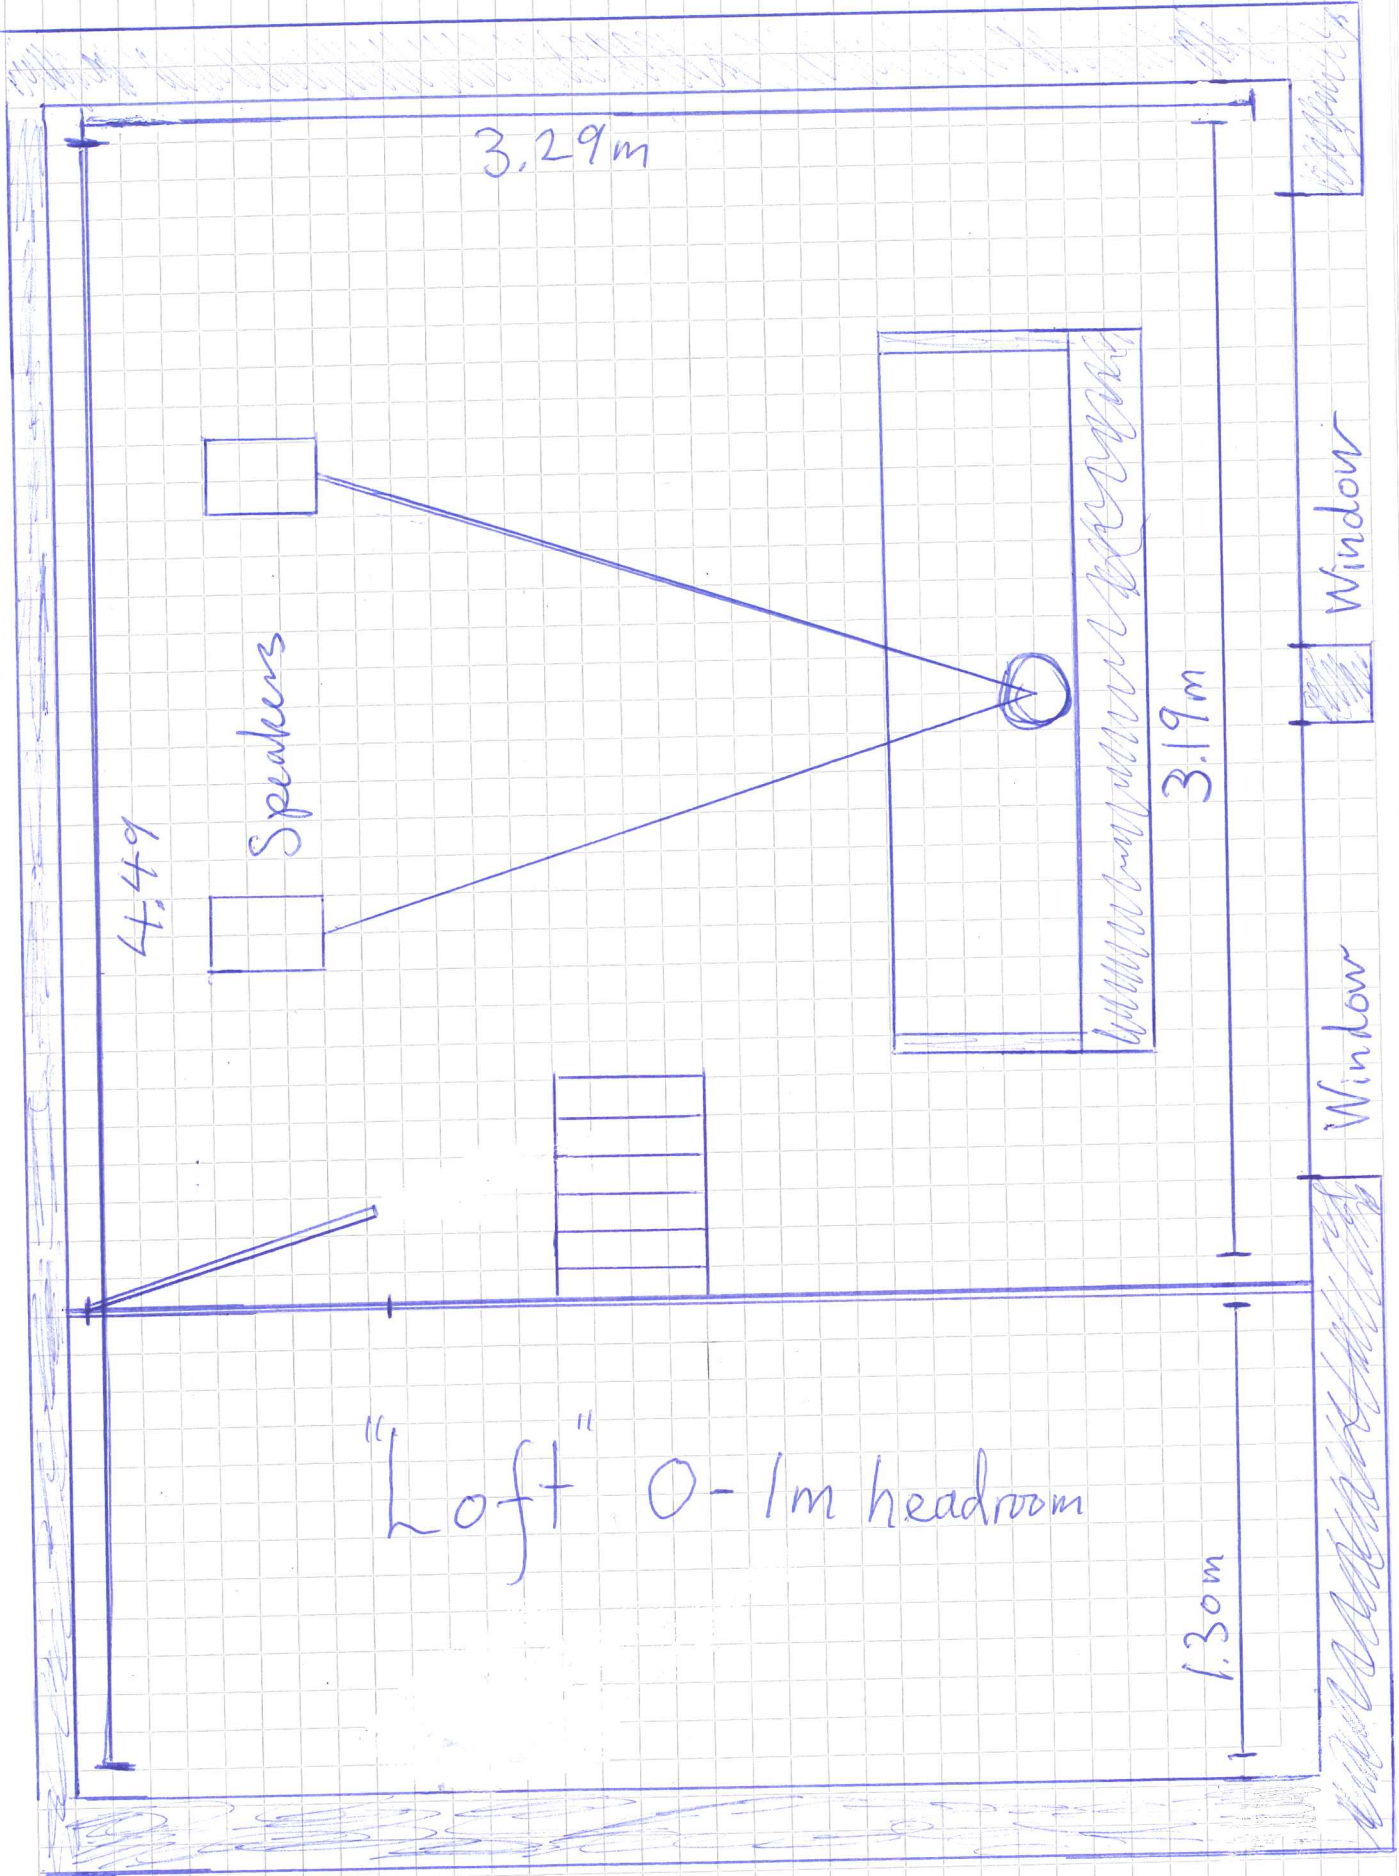 3.29m
Window
3.19m
Speakers
4.49
Window
"Loft" 0-1m headroom
1.30m